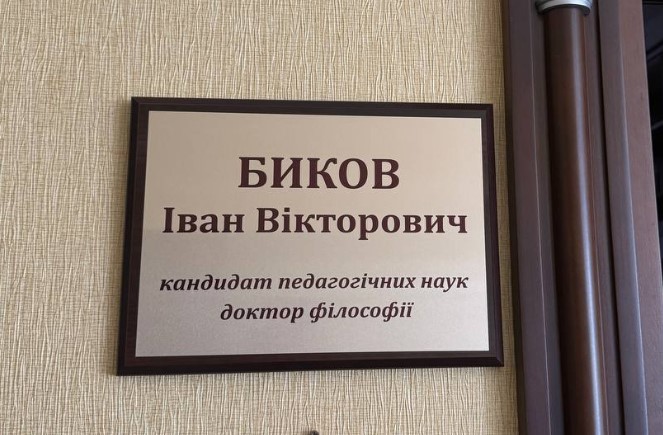 БИКОВ
Іван Вікторович
кандидат педагогічних наук
доктор філософії